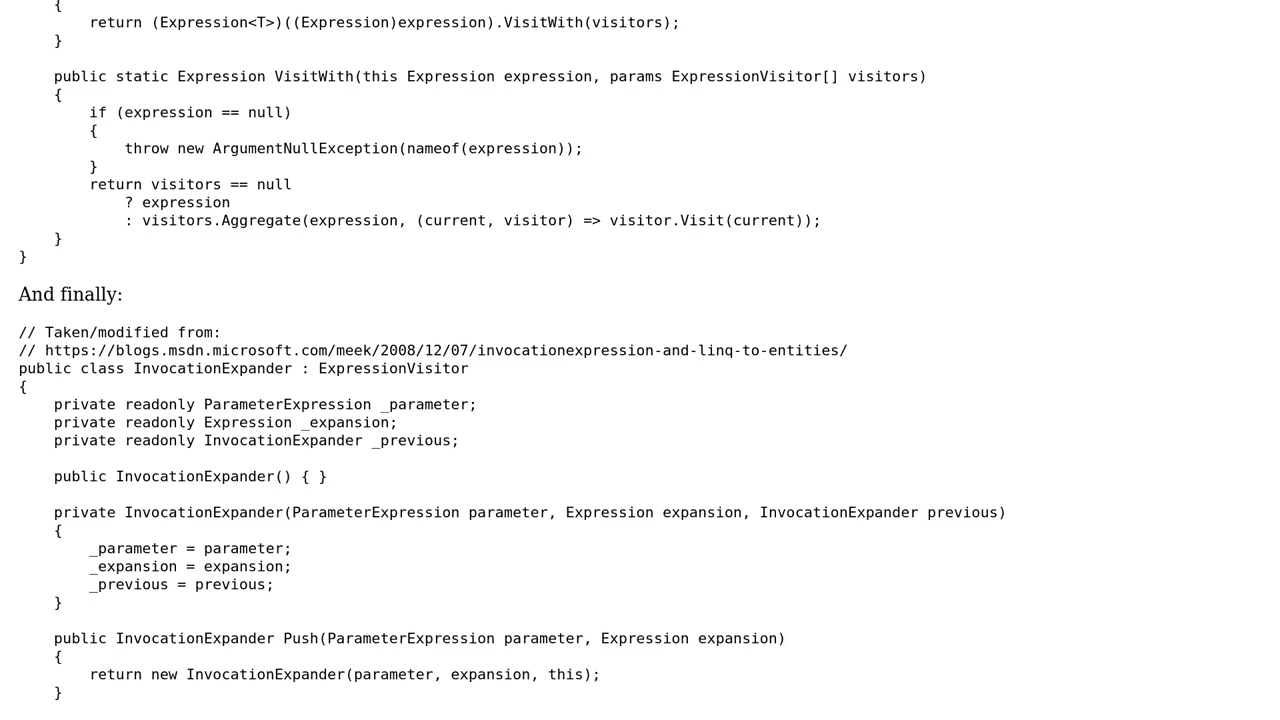 {
        return (Expression<T>)((Expression)expression).VisitWith(visitors);
    }

    public static Expression VisitWith(this Expression expression, params ExpressionVisitor[] visitors)
    {
        if (expression == null)
        {
            throw new ArgumentNullException(nameof(expression));
        }
        return visitors == null
            ? expression
            : visitors.Aggregate(expression, (current, visitor) => visitor.Visit(current));
    }
}
And finally:
// Taken/modified from:
// https://blogs.msdn.microsoft.com/meek/2008/12/07/invocationexpression-and-linq-to-entities/
public class InvocationExpander : ExpressionVisitor
{
    private readonly ParameterExpression _parameter;
    private readonly Expression _expansion;
    private readonly InvocationExpander _previous;

    public InvocationExpander() { }

    private InvocationExpander(ParameterExpression parameter, Expression expansion, InvocationExpander previous)
    {
        _parameter = parameter;
        _expansion = expansion;
        _previous = previous;
    }

    public InvocationExpander Push(ParameterExpression parameter, Expression expansion)
    {
        return new InvocationExpander(parameter, expansion, this);
    }